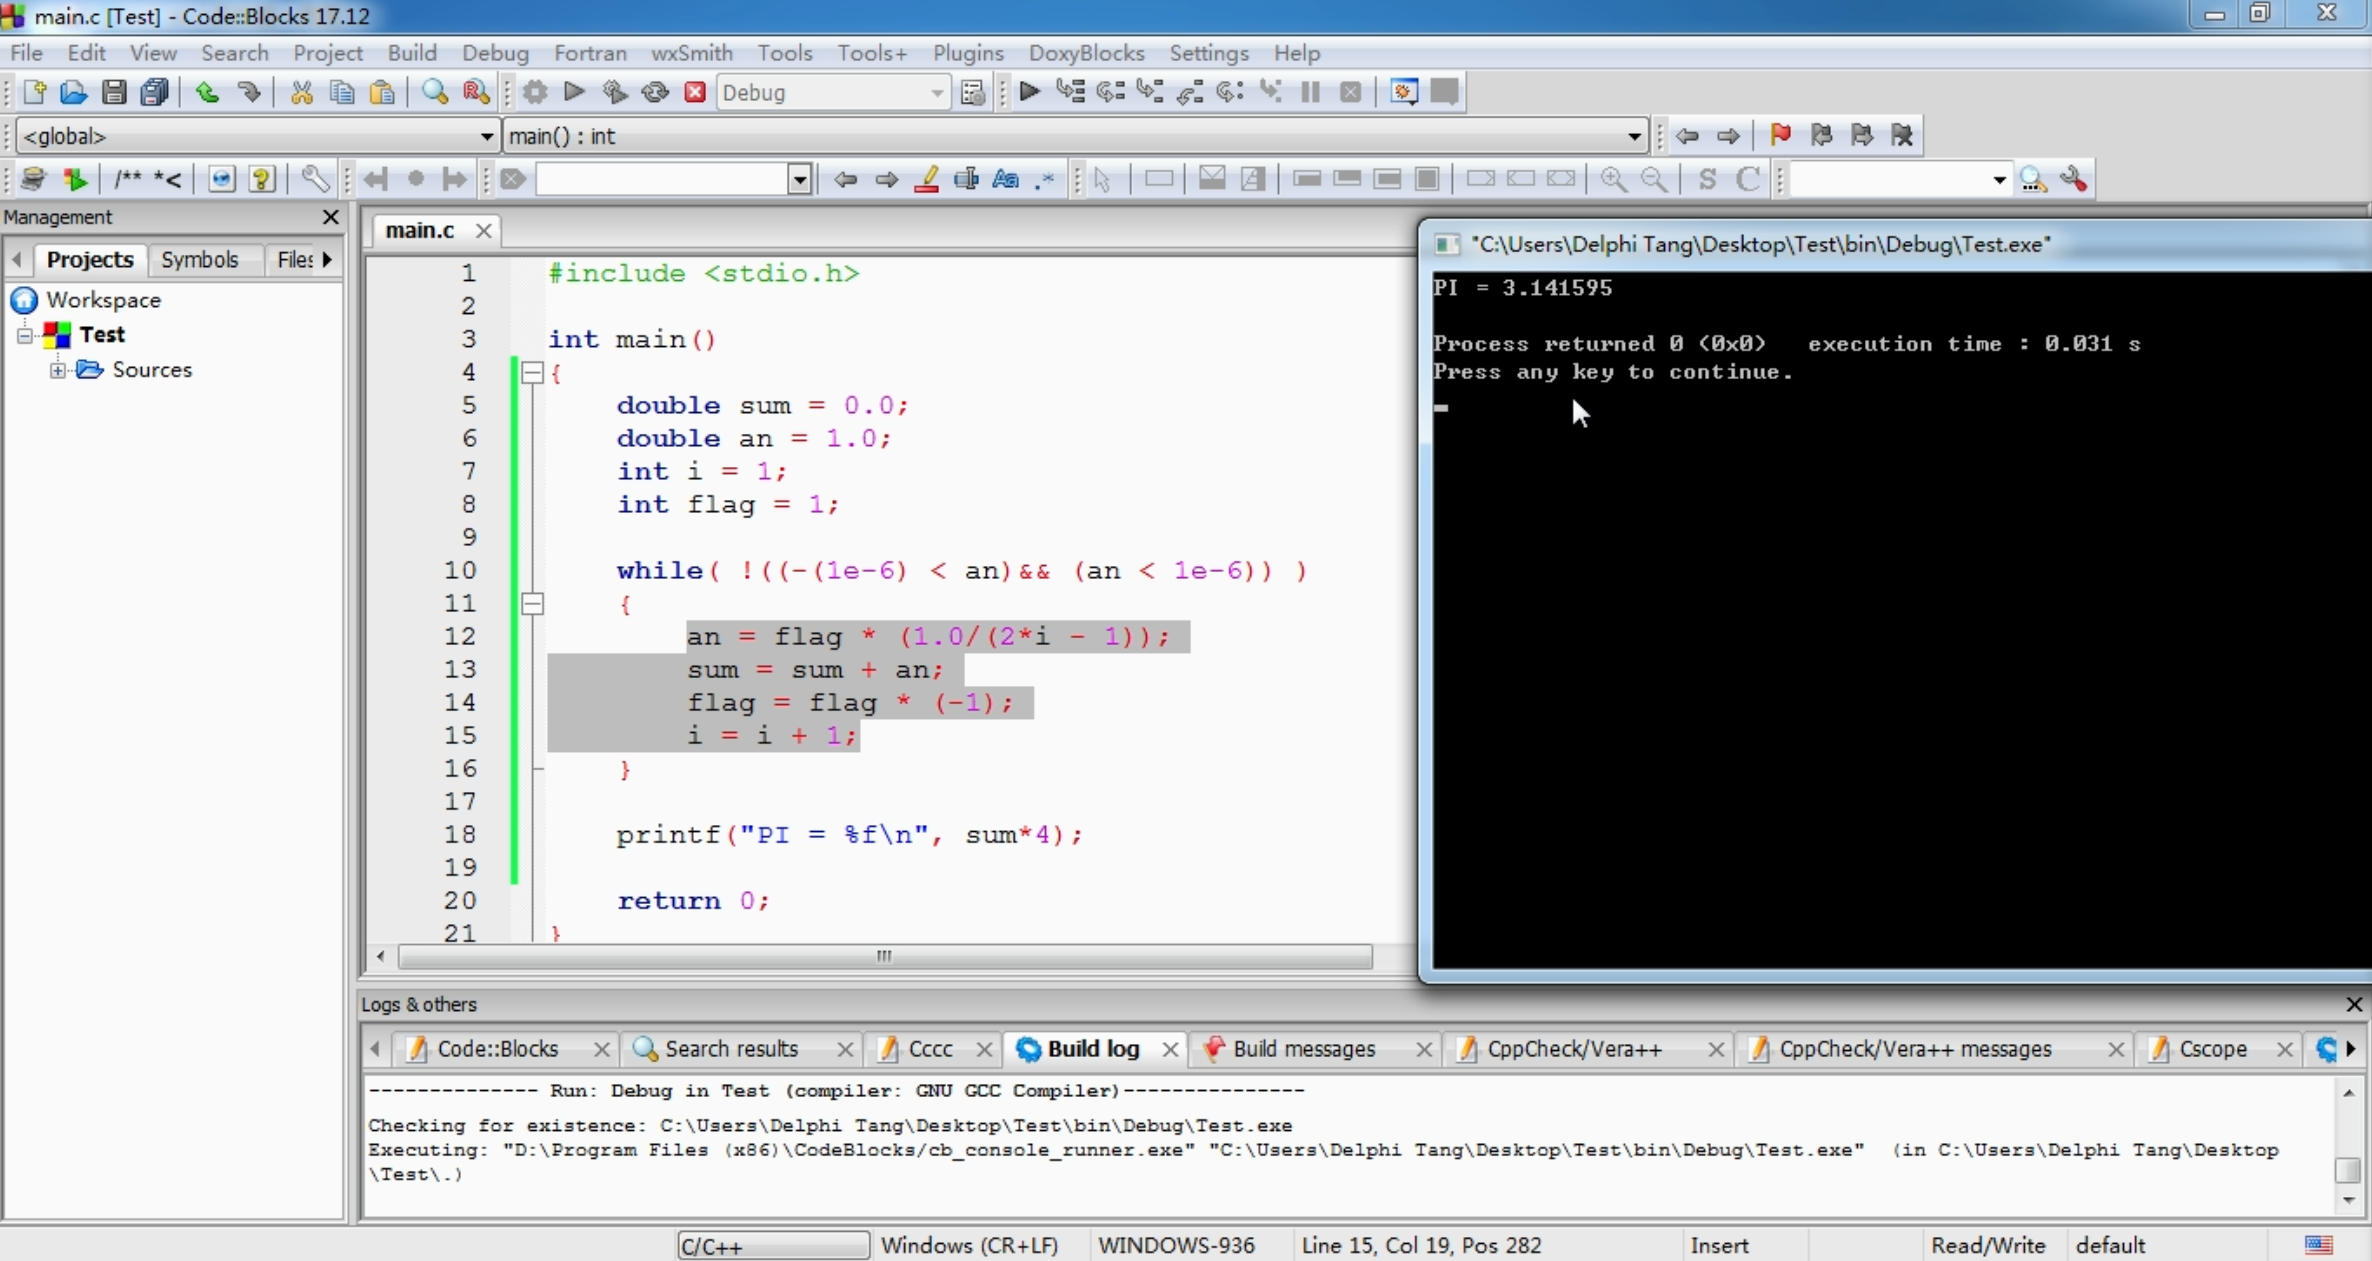 main.c [Test] - Code::Blocks 17.12
File Edit View Search Project Build Debug Fortran wxSmith Tools Tools+ Plugins DoxyBlocks Settings Help
Debug
<global> main() : int
/** *<
Aa .*
S C
Management
Projects Symbols Files
Workspace
Test
Sources
main.c
1 #include <stdio.h>
2
3 int main()
4 {
5 double sum = 0.0;
6 double an = 1.0;
7 int i = 1;
8 int flag = 1;
9
10 while( !((-(1e-6) < an)&& (an < 1e-6)) )
11 {
12 an = flag * (1.0/(2*i - 1));
13 sum = sum + an;
14 flag = flag * (-1);
15 i = i + 1;
16 }
17
18 printf("PI = %f\n", sum*4);
19
20 return 0;
21 }
"C:\Users\Delphi Tang\Desktop\Test\bin\Debug\Test.exe"
PI = 3.141595
Process returned 0 (0x0) execution time : 0.031 s
Press any key to continue.
Logs & others
Code::Blocks Search results Cccc Build log Build messages CppCheck/Vera++ CppCheck/Vera++ messages Cscope
-------------- Run: Debug in Test (compiler: GNU GCC Compiler)---------------
Checking for existence: C:\Users\Delphi Tang\Desktop\Test\bin\Debug\Test.exe
Executing: "D:\Program Files (x86)\CodeBlocks/cb_console_runner.exe" "C:\Users\Delphi Tang\Desktop\Test\bin\Debug\Test.exe" (in C:\Users\Delphi Tang\Desktop
\Test\.)
C/C++ Windows (CR+LF) WINDOWS-936 Line 15, Col 19, Pos 282 Insert Read/Write default